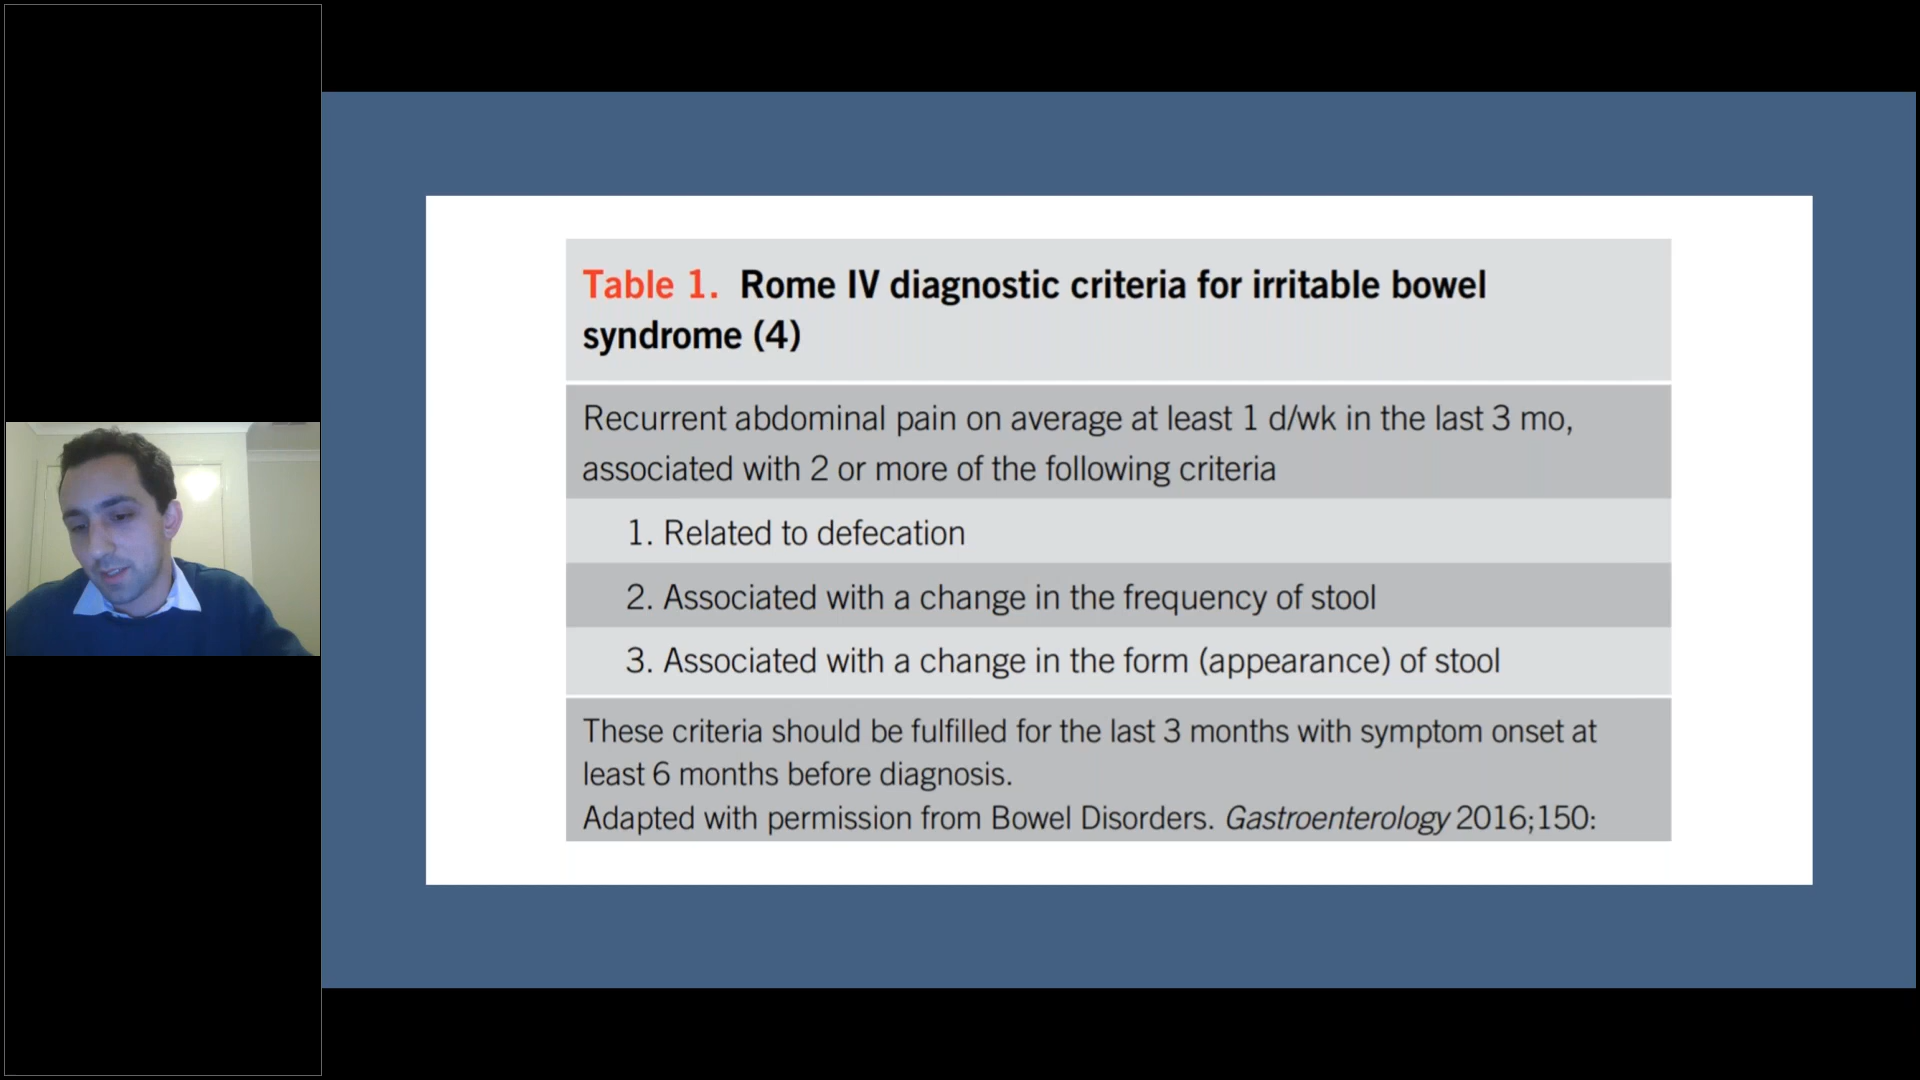 Table 1. Rome IV diagnostic criteria for irritable bowel
syndrome (4)
Recurrent abdominal pain on average at least 1 d/wk in the last 3 mo,
associated with 2 or more of the following criteria
1. Related to defecation
2. Associated with a change in the frequency of stool
3. Associated with a change in the form (appearance) of stool
These criteria should be fulfilled for the last 3 months with symptom onset at
least 6 months before diagnosis.
Adapted with permission from Bowel Disorders. Gastroenterology 2016;150: